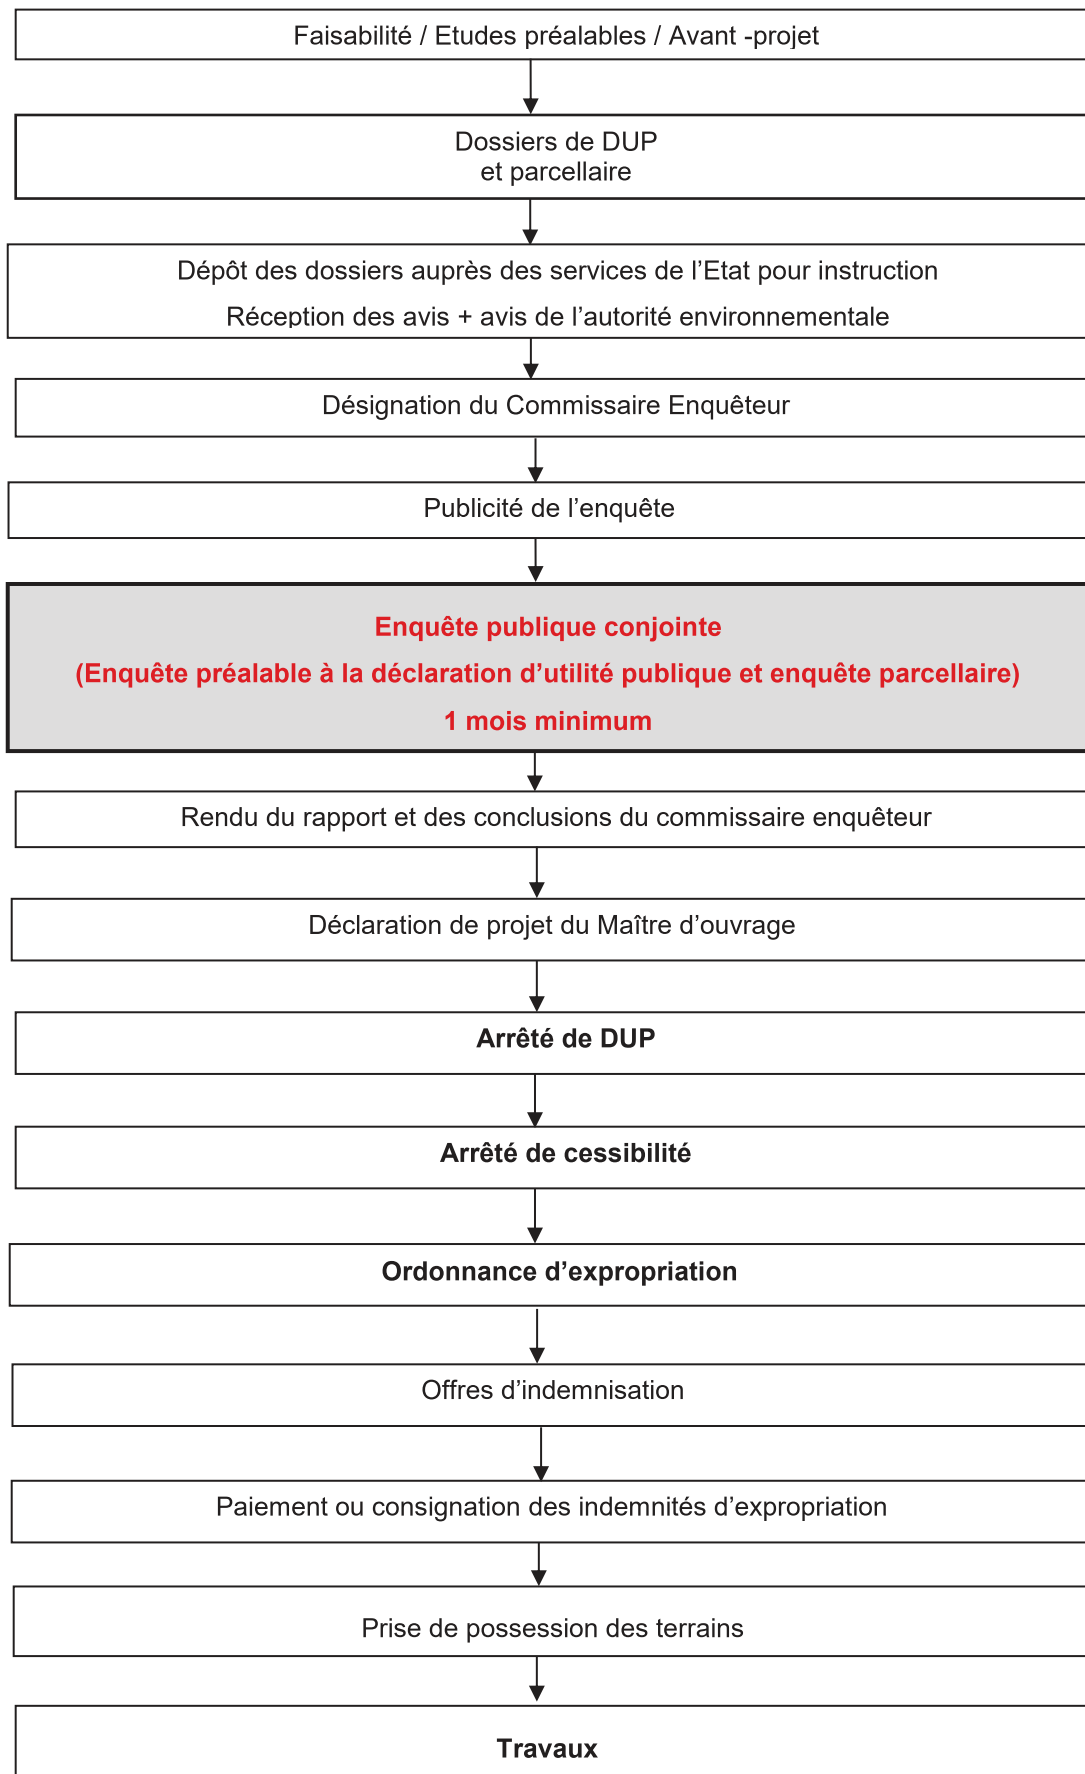 Faisabilité / Etudes préalables / Avant -projet
Dossiers de DUP
et parcellaire
Dépôt des dossiers auprès des services de l’Etat pour instruction
Réception des avis + avis de l’autorité environnementale
Désignation du Commissaire Enquêteur
Publicité de l’enquête
Enquête publique conjointe
(Enquête préalable à la déclaration d’utilité publique et enquête parcellaire)
1 mois minimum
Rendu du rapport et des conclusions du commissaire enquêteur
Déclaration de projet du Maître d’ouvrage
Arrêté de DUP
Arrêté de cessibilité
Ordonnance d’expropriation
Offres d’indemnisation
Paiement ou consignation des indemnités d’expropriation
Prise de possession des terrains
Travaux